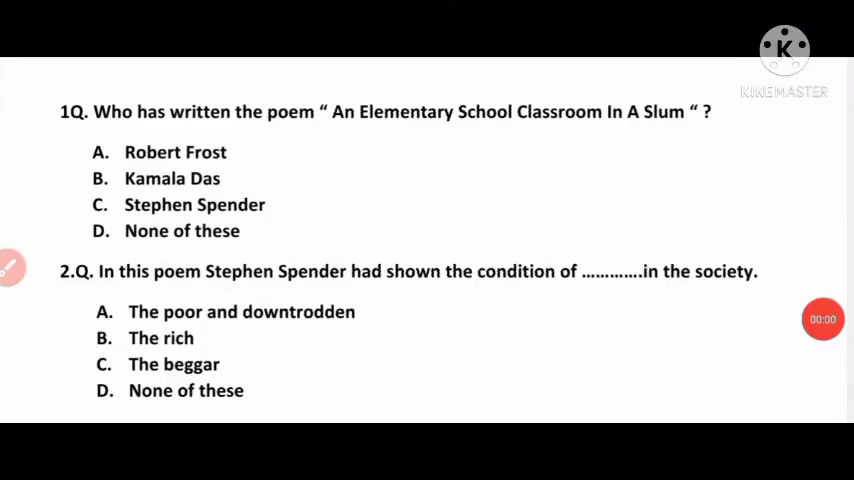 K
KINEMASTER
1Q. Who has written the poem “ An Elementary School Classroom In A Slum “ ?
A. Robert Frost
B. Kamala Das
C. Stephen Spender
D. None of these
2.Q. In this poem Stephen Spender had shown the condition of .............in the society.
A. The poor and downtrodden
B. The rich
C. The beggar
D. None of these
00:00